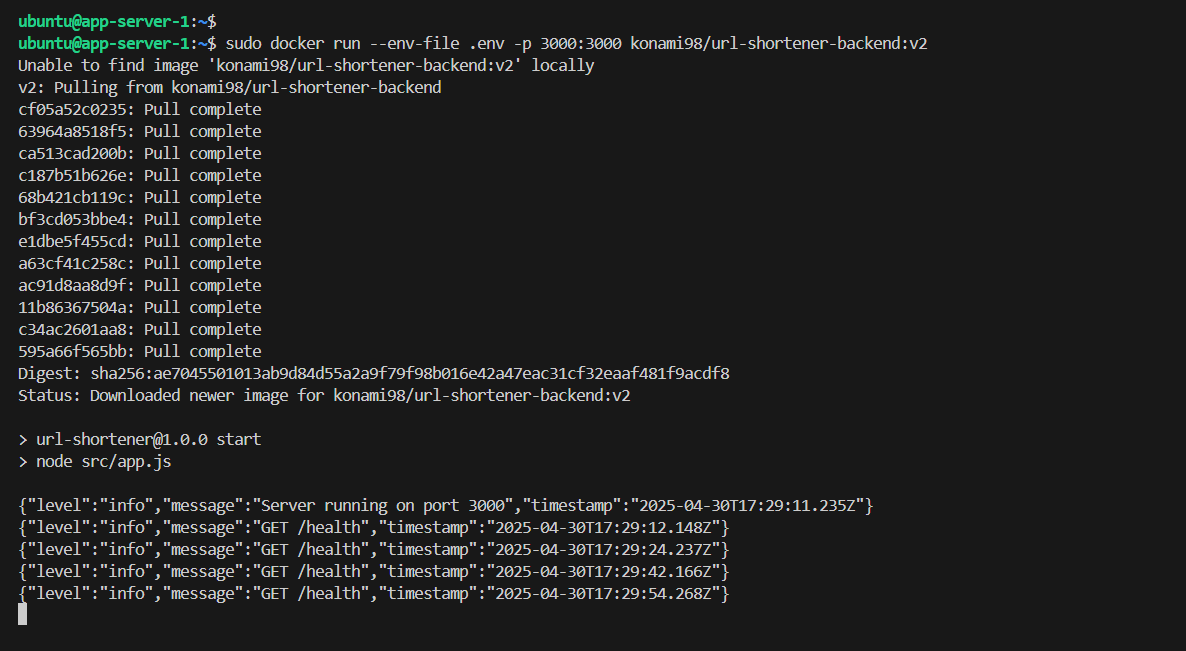 ubuntu@app-server-1:~$
ubuntu@app-server-1:~$ sudo docker run --env-file .env -p 3000:3000 konami98/url-shortener-backend:v2
Unable to find image 'konami98/url-shortener-backend:v2' locally
v2: Pulling from konami98/url-shortener-backend
cf05a52c0235: Pull complete
63964a8518f5: Pull complete
ca513cad200b: Pull complete
c187b51b626e: Pull complete
68b421cb119c: Pull complete
bf3cd053bbe4: Pull complete
e1dbe5f455cd: Pull complete
a63cf41c258c: Pull complete
ac91d8aa8d9f: Pull complete
11b86367504a: Pull complete
c34ac2601aa8: Pull complete
595a66f565bb: Pull complete
Digest: sha256:ae7045501013ab9d84d55a2a9f79f98b016e42a47eac31cf32eaaf481f9acdf8
Status: Downloaded newer image for konami98/url-shortener-backend:v2
> url-shortener@1.0.0 start
> node src/app.js
{"level":"info","message":"Server running on port 3000","timestamp":"2025-04-30T17:29:11.235Z"}
{"level":"info","message":"GET /health","timestamp":"2025-04-30T17:29:12.148Z"}
{"level":"info","message":"GET /health","timestamp":"2025-04-30T17:29:24.237Z"}
{"level":"info","message":"GET /health","timestamp":"2025-04-30T17:29:42.166Z"}
{"level":"info","message":"GET /health","timestamp":"2025-04-30T17:29:54.268Z"}